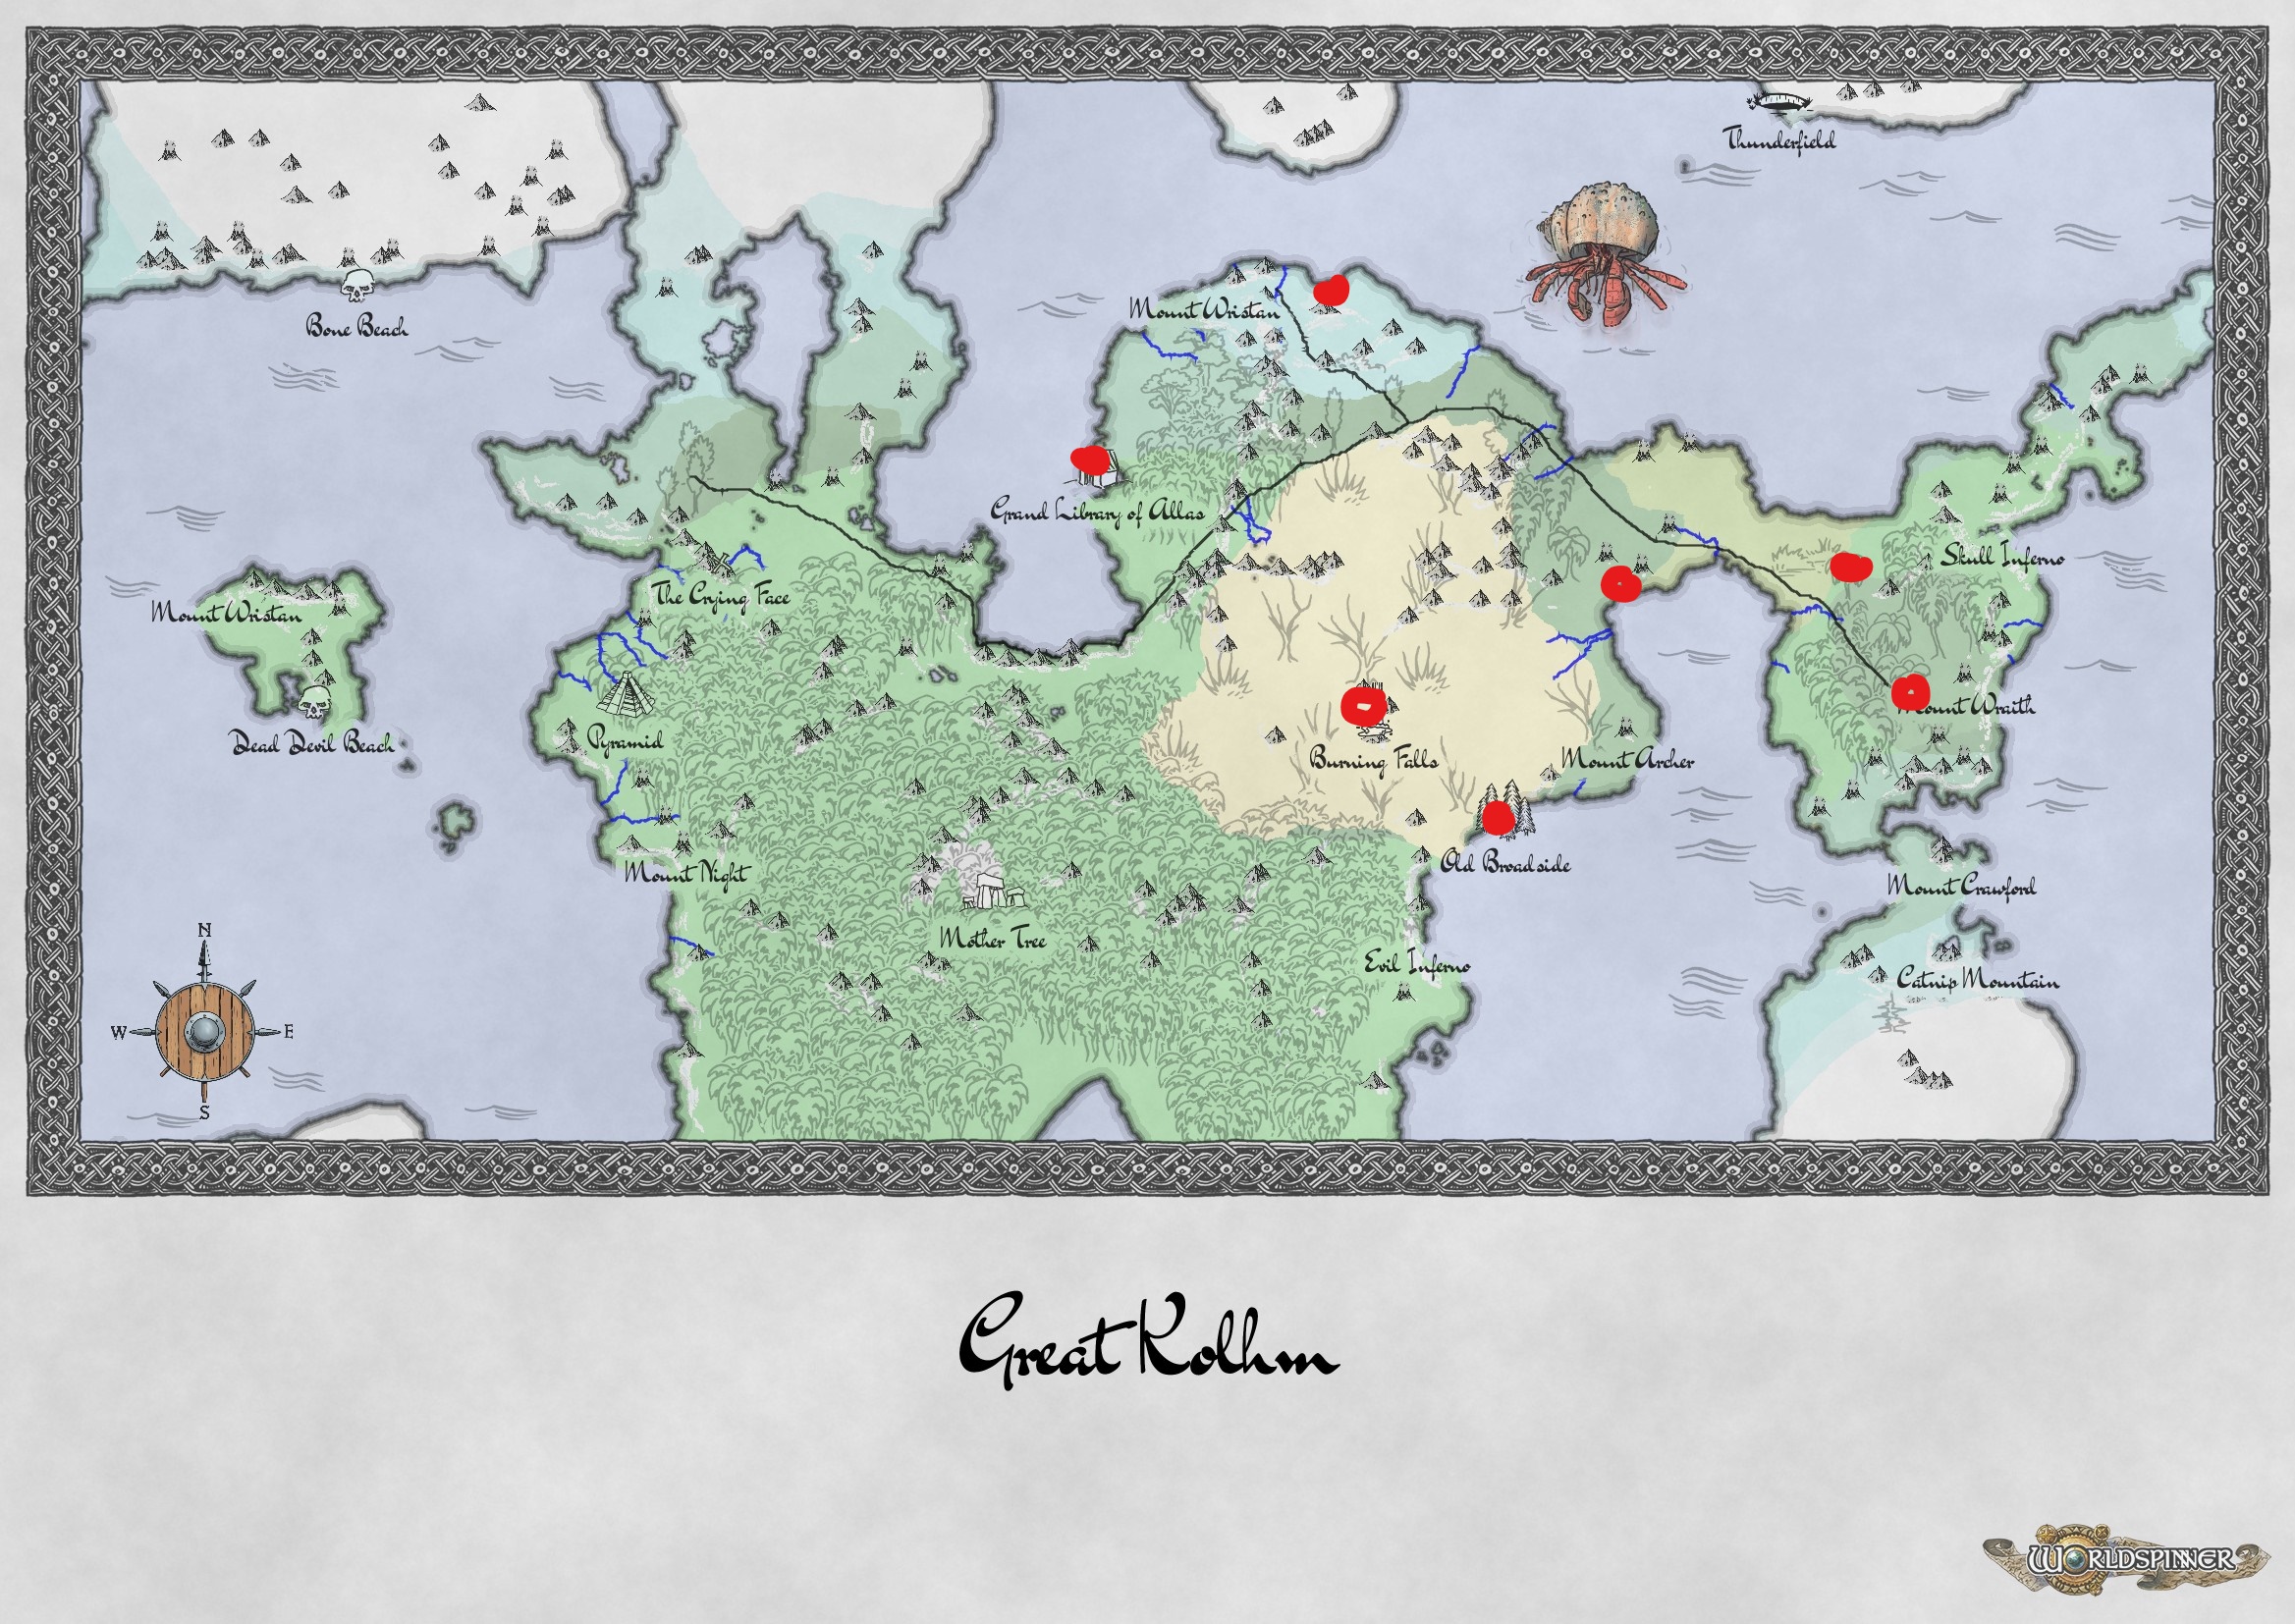 Thunderfield
Mount Wristan
Bone Beach
Grand Library of Allas
Skull Inferno
The Crying Face
Mount Wristan
Mount Wraith
Dead Devil Beach
Pyramid
Burning Falls
Mount Archer
Old Broadside
Mount Night
Mount Crawford
Mother Tree
Evil Inferno
Catnip Mountain
N
W E
S
Great Kolhm
WORLDSPINNER